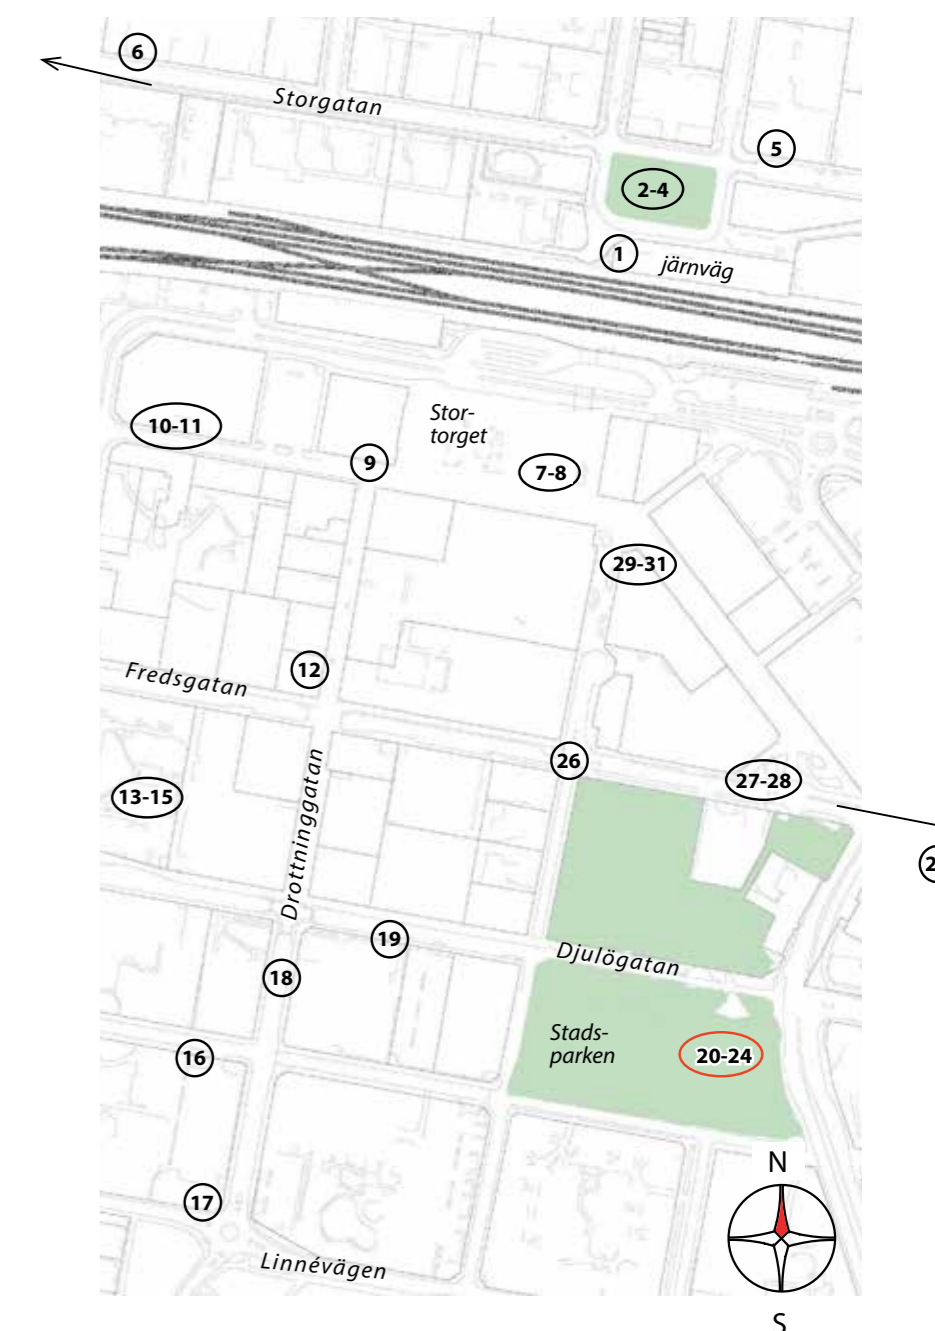 6
Storgatan
5
2-4
1
järnväg
Stor-
torget
10-11
9
7-8
29-31
12
Fredsgatan
26
27-28
13-15
Drottninggatan
19
Djulögatan
18
Stads-
parken
20-24
16
N
17
Linnévägen
S